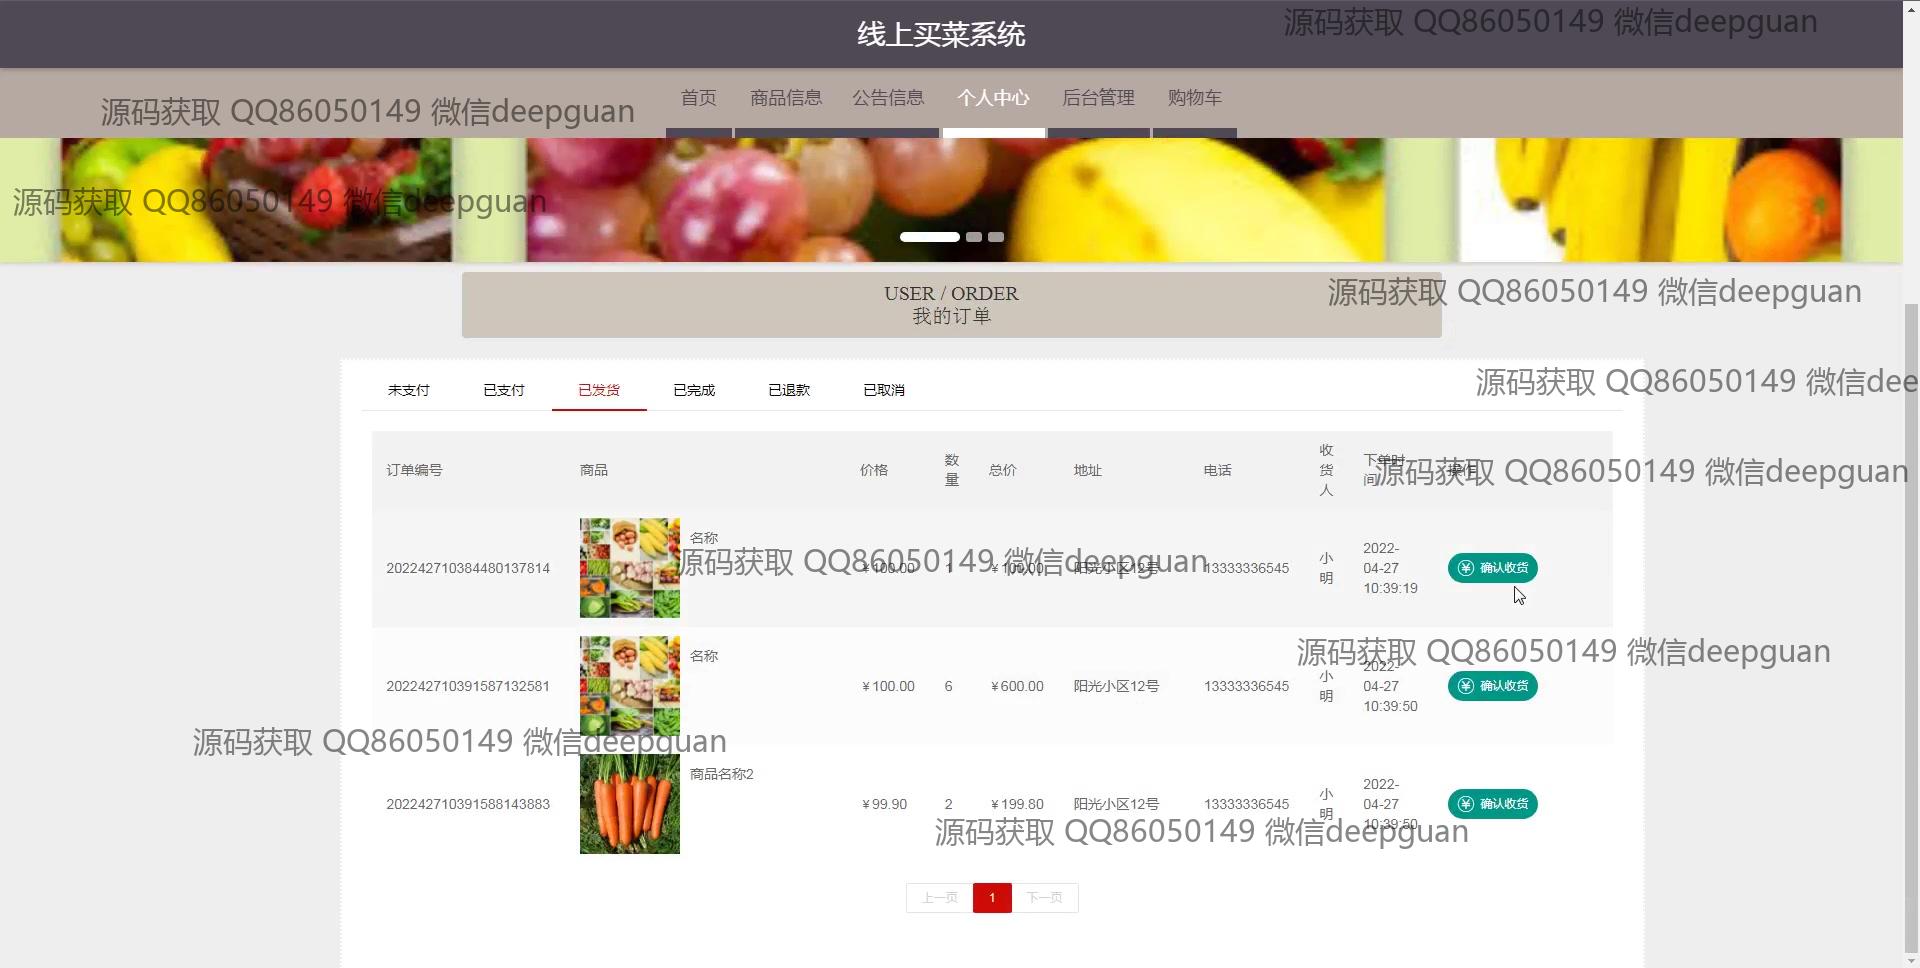 线上买菜系统
源码获取 QQ86050149 微信deepguan
首页 商品信息 公告信息 个人中心 后台管理 购物车
源码获取 QQ86050149 微信deepguan
源码获取 QQ86050149 微信deepguan
USER / ORDER
我的订单
源码获取 QQ86050149 微信deepguan
未支付 已支付 已发货 已完成 已退款 已取消
源码获取 QQ86050149 微信dee
订单编号 商品 价格 数量 总价 地址 电话 收货人 下单时间 操作
源码获取 QQ86050149 微信deepguan
202242710384480137814 名称 ￥100.00 1 ￥100.00 阳光小区12号 13333336545 小明 2022-04-27 10:39:19 确认收货
源码获取 QQ86050149 微信deepguan
202242710391587132581 名称 ￥100.00 6 ￥600.00 阳光小区12号 13333336545 小明 2022-04-27 10:39:50 确认收货
源码获取 QQ86050149 微信deepguan
源码获取 QQ86050149 微信deepguan
202242710391588143883 商品名称2 ￥99.90 2 ￥199.80 阳光小区12号 13333336545 小明 2022-04-27 10:39:50 确认收货
源码获取 QQ86050149 微信deepguan
上一页 1 下一页